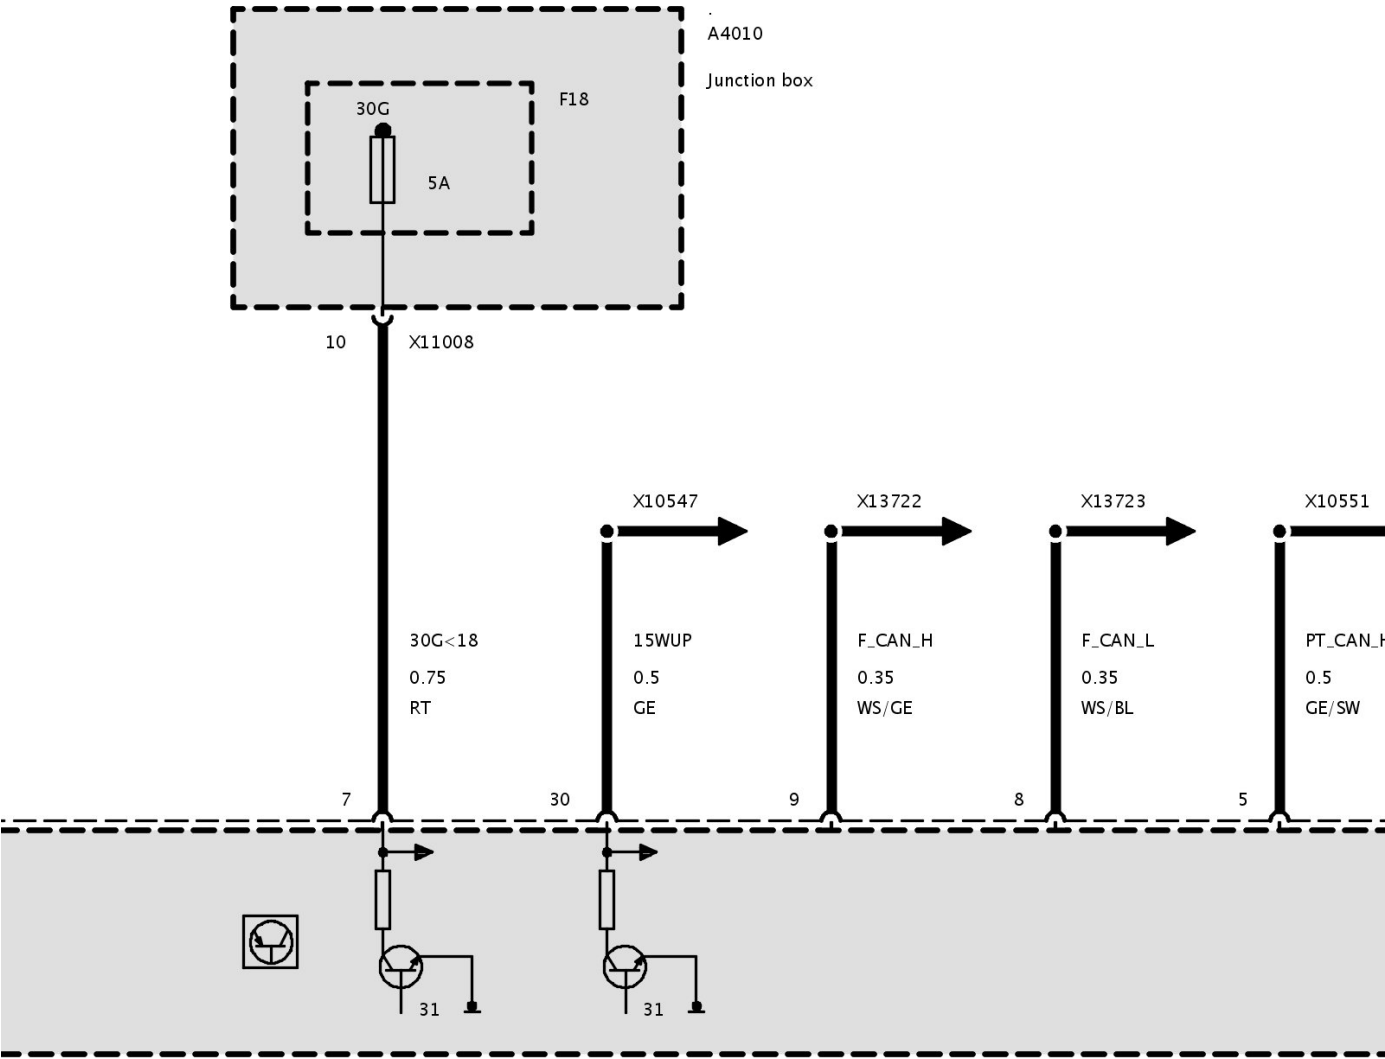 A4010
Junction box
F18
30G
5A
10
X11008
X10547
X13722
X13723
X10551
30G<18
0.75
RT
15WUP
0.5
GE
F_CAN_H
0.35
WS/GE
F_CAN_L
0.35
WS/BL
PT_CAN_H
0.5
GE/SW
7
30
9
8
5
31
31